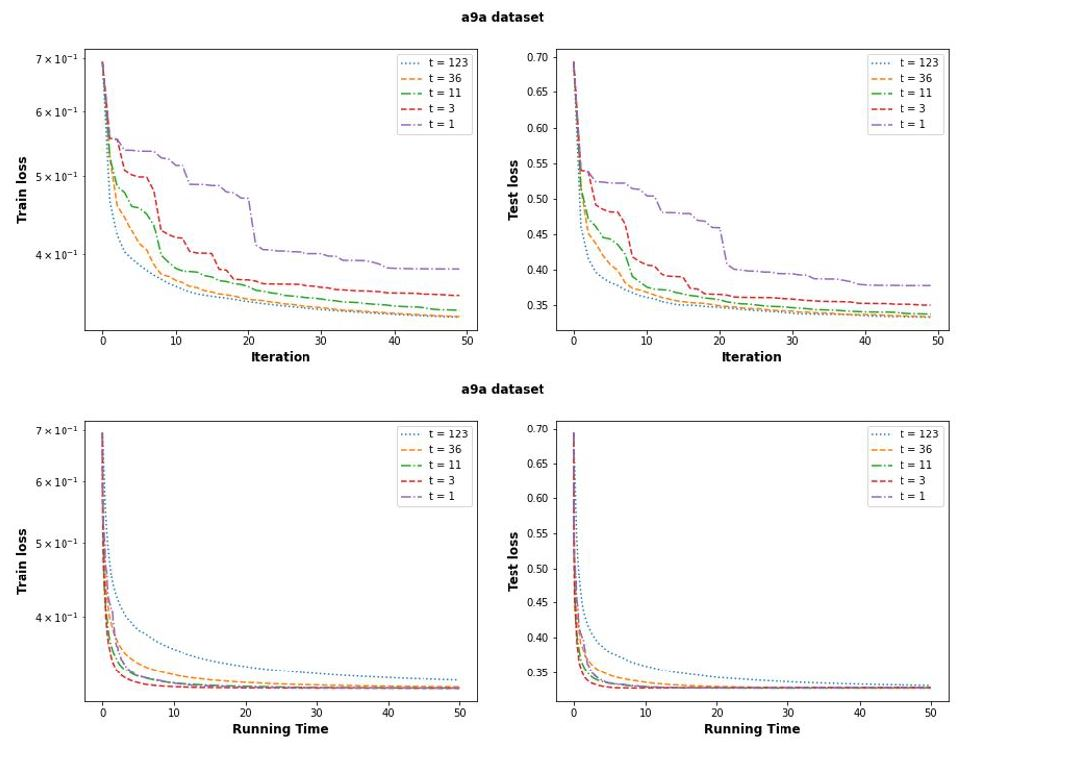 a9a dataset
7 × 10⁻¹
6 × 10⁻¹
5 × 10⁻¹
4 × 10⁻¹
Train loss
0 10 20 30 40 50
Iteration
t = 123
t = 36
t = 11
t = 3
t = 1
0.70
0.65
0.60
0.55
0.50
0.45
0.40
0.35
Test loss
0 10 20 30 40 50
Iteration
t = 123
t = 36
t = 11
t = 3
t = 1
a9a dataset
7 × 10⁻¹
6 × 10⁻¹
5 × 10⁻¹
4 × 10⁻¹
Train loss
0 10 20 30 40 50
Running Time
t = 123
t = 36
t = 11
t = 3
t = 1
0.70
0.65
0.60
0.55
0.50
0.45
0.40
0.35
Test loss
0 10 20 30 40 50
Running Time
t = 123
t = 36
t = 11
t = 3
t = 1